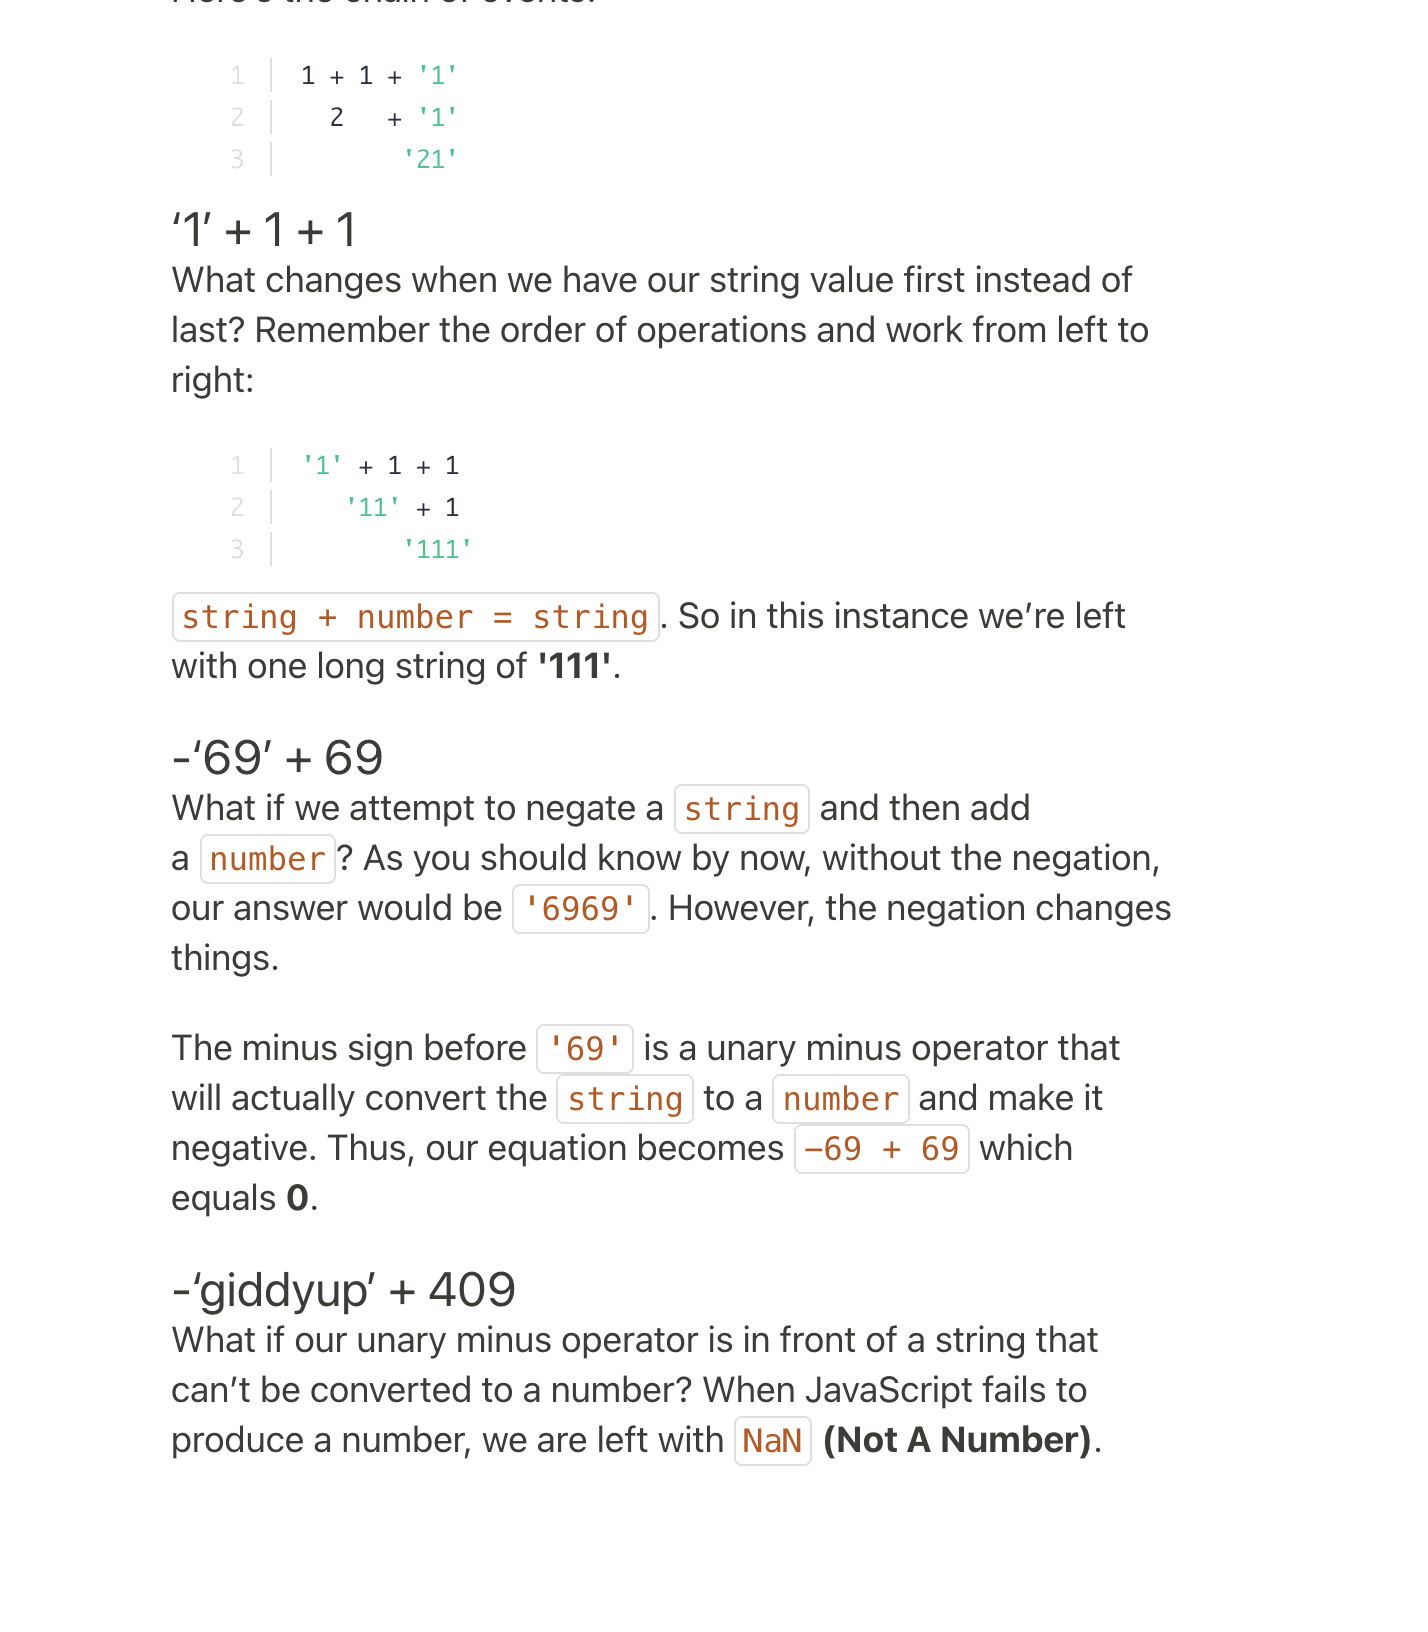 Here's the chain of events:
1 1 + 1 + '1'
2 2 + '1'
3 '21'
‘1’ + 1 + 1
What changes when we have our string value first instead of
last? Remember the order of operations and work from left to
right:
1 '1' + 1 + 1
2 '11' + 1
3 '111'
string + number = string. So in this instance we’re left
with one long string of '111'.
-‘69’ + 69
What if we attempt to negate a string and then add
a number? As you should know by now, without the negation,
our answer would be '6969'. However, the negation changes
things.
The minus sign before '69' is a unary minus operator that
will actually convert the string to a number and make it
negative. Thus, our equation becomes -69 + 69 which
equals 0.
-‘giddyup’ + 409
What if our unary minus operator is in front of a string that
can’t be converted to a number? When JavaScript fails to
produce a number, we are left with NaN (Not A Number).